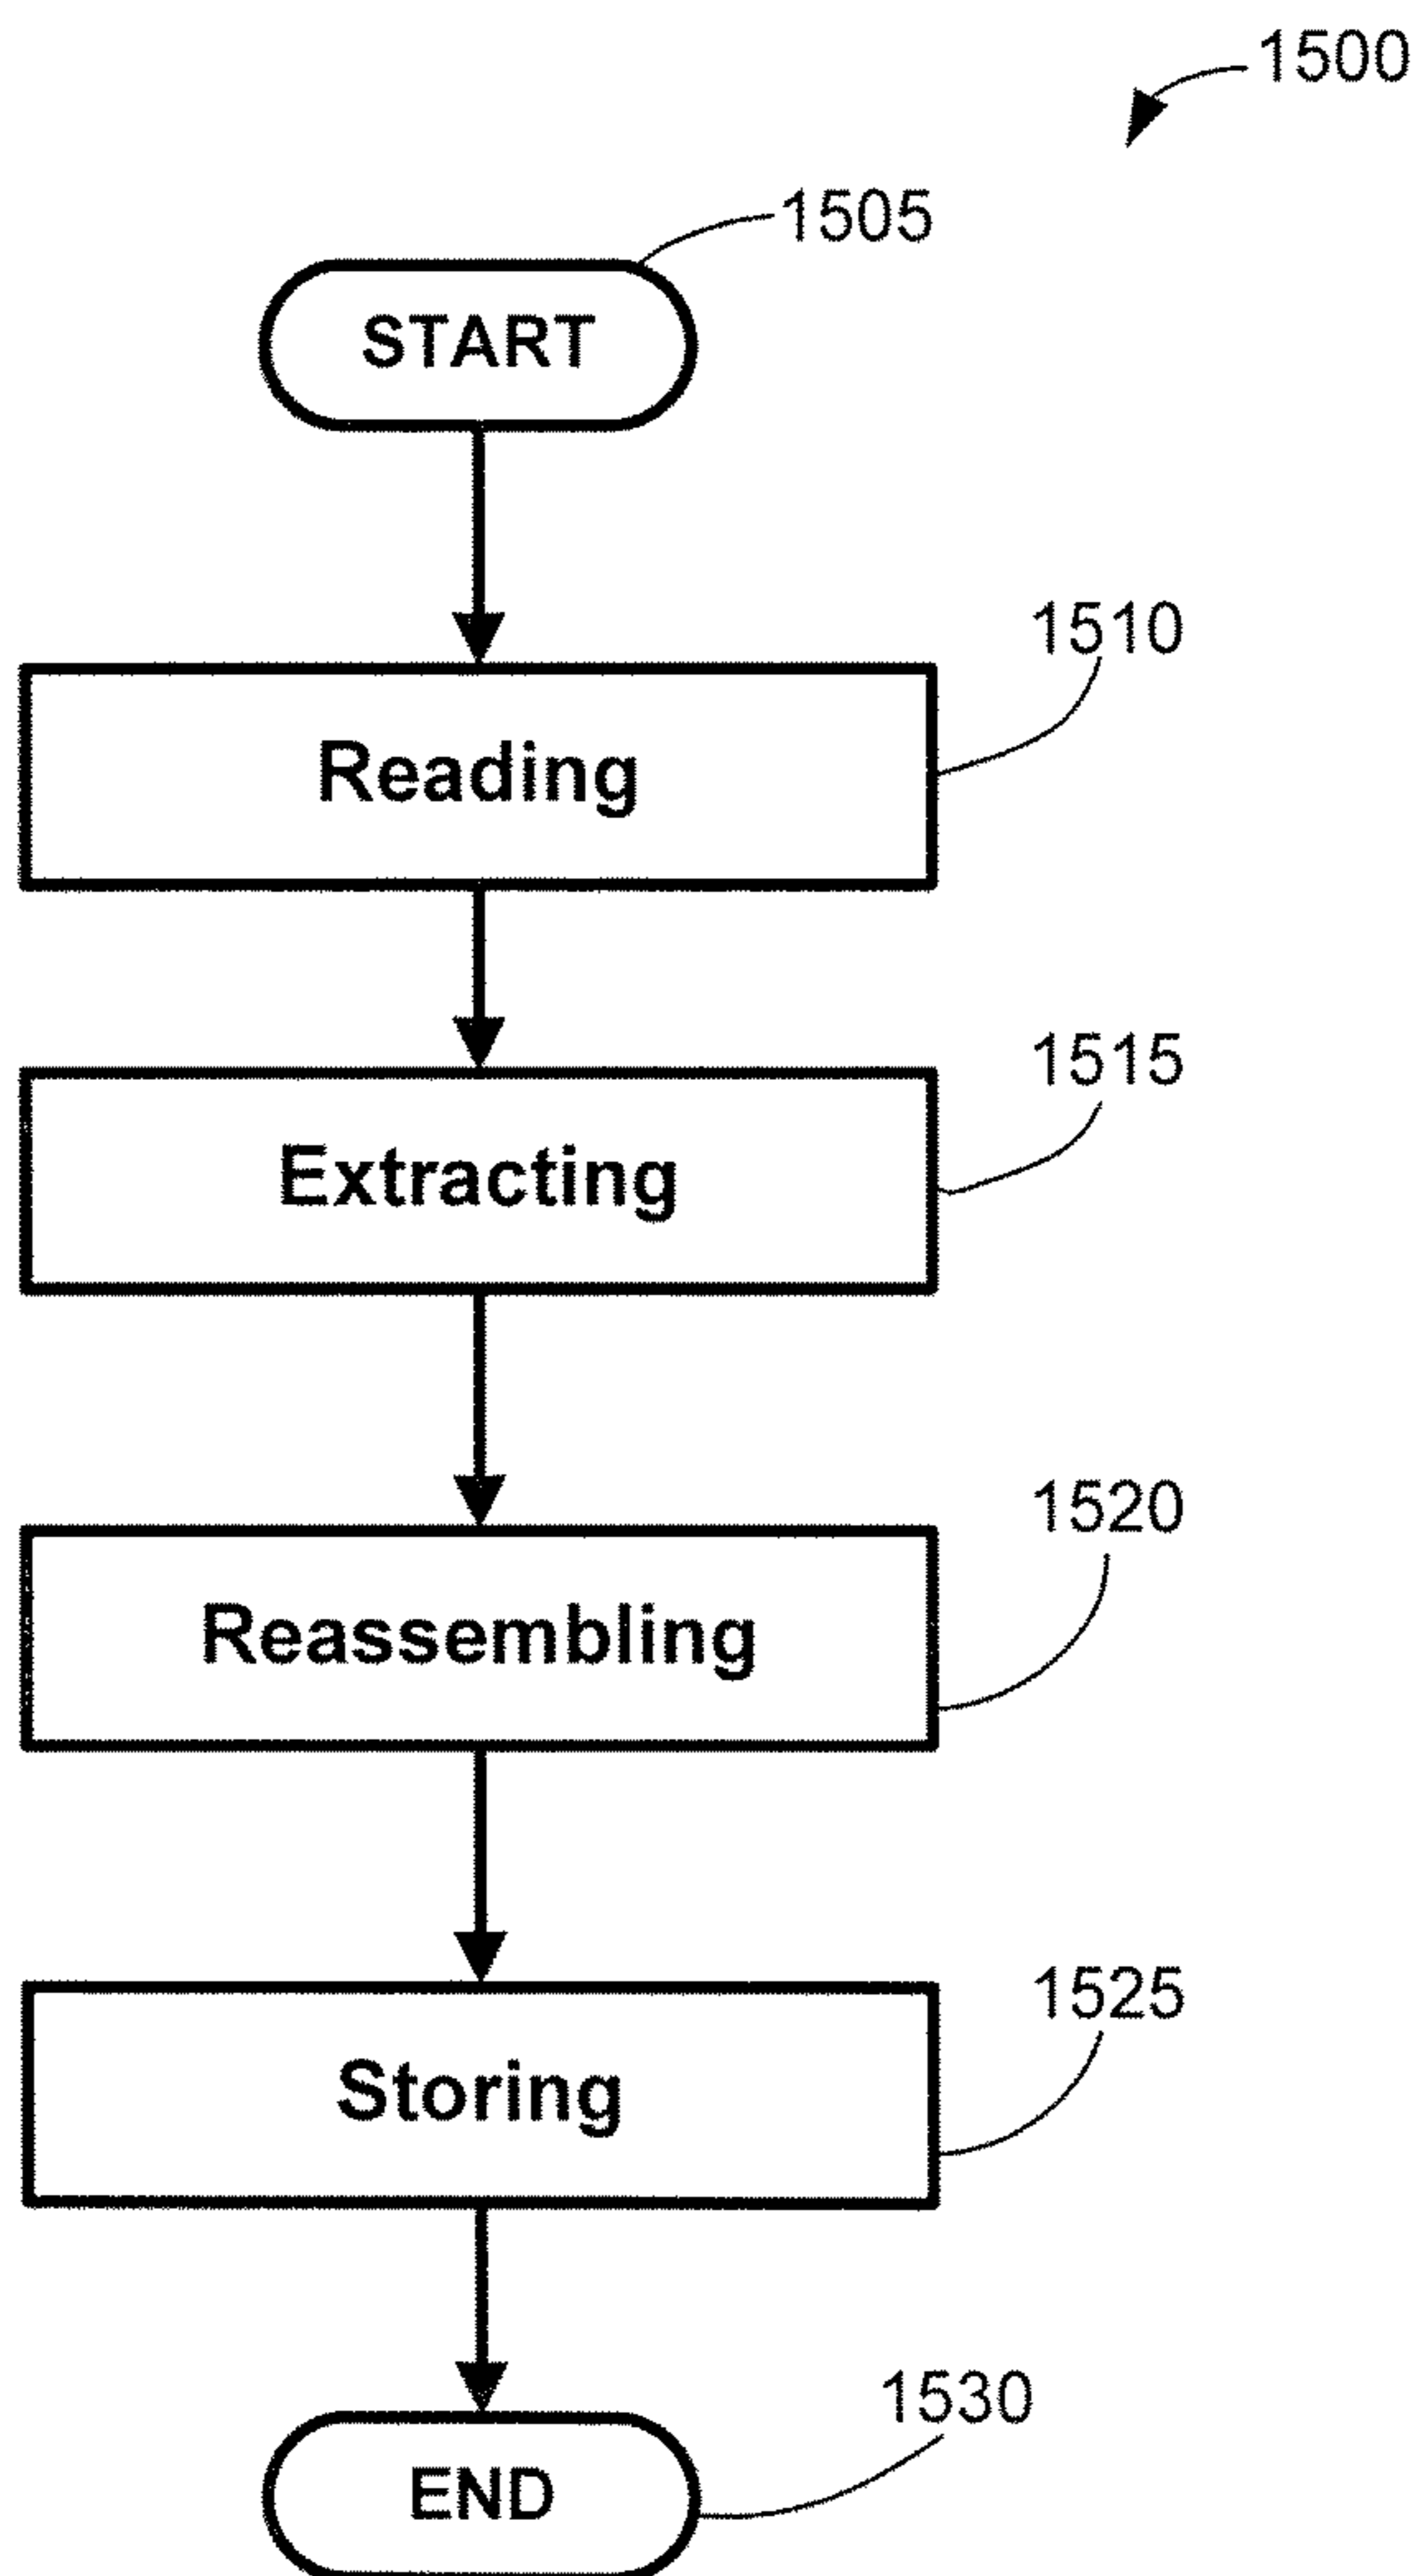 1500
1505
START
1510
Reading
1515
Extracting
1520
Reassembling
1525
Storing
1530
END